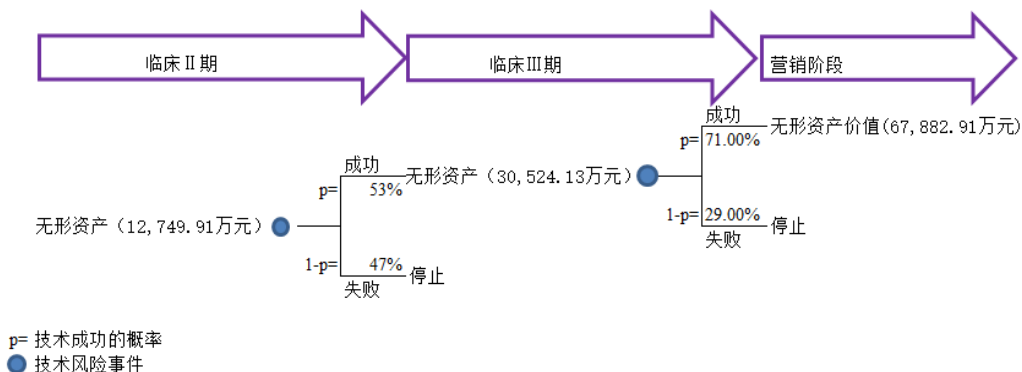 临床Ⅱ期
临床Ⅲ期
营销阶段
成功
p= 71.00%
无形资产价值(67,882.91万元)
成功
p= 53%
无形资产（30,524.13万元）
1-p= 29.00%
失败
停止
无形资产（12,749.91万元）
1-p= 47%
失败
停止
p= 技术成功的概率
技术风险事件